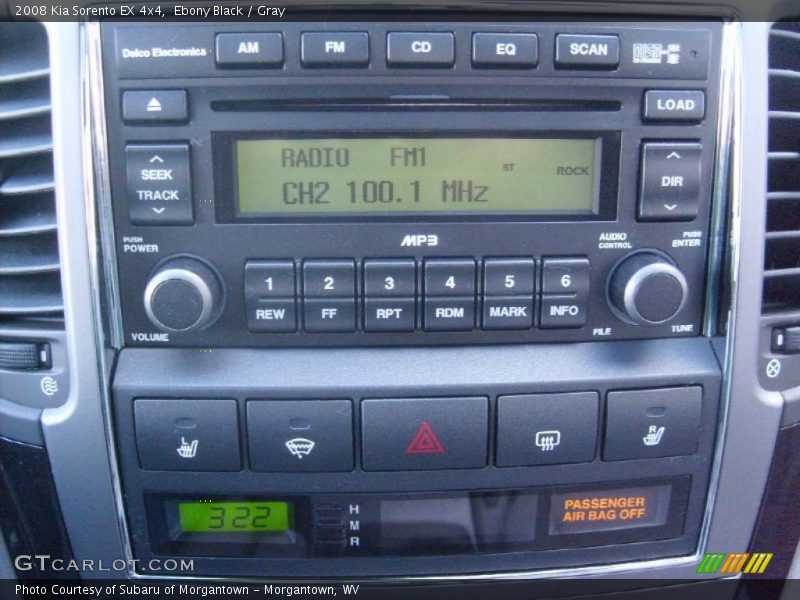 2008 Kia Sorento EX 4x4, Ebony Black / Gray
Delco Electronics
AM FM CD EQ SCAN
LOAD
RADIO FM1
ST
ROCK
CH2 100.1 MHz
SEEK
TRACK
DIR
MP3
PUSH
POWER
AUDIO
CONTROL
PUSH
ENTER
1 2 3 4 5 6
REW FF RPT RDM MARK INFO
VOLUME
FILE TUNE
L
R
322
H
M
R
PASSENGER
AIR BAG OFF
GTCARLOT.COM
Photo Courtesy of Subaru of Morgantown - Morgantown, WV